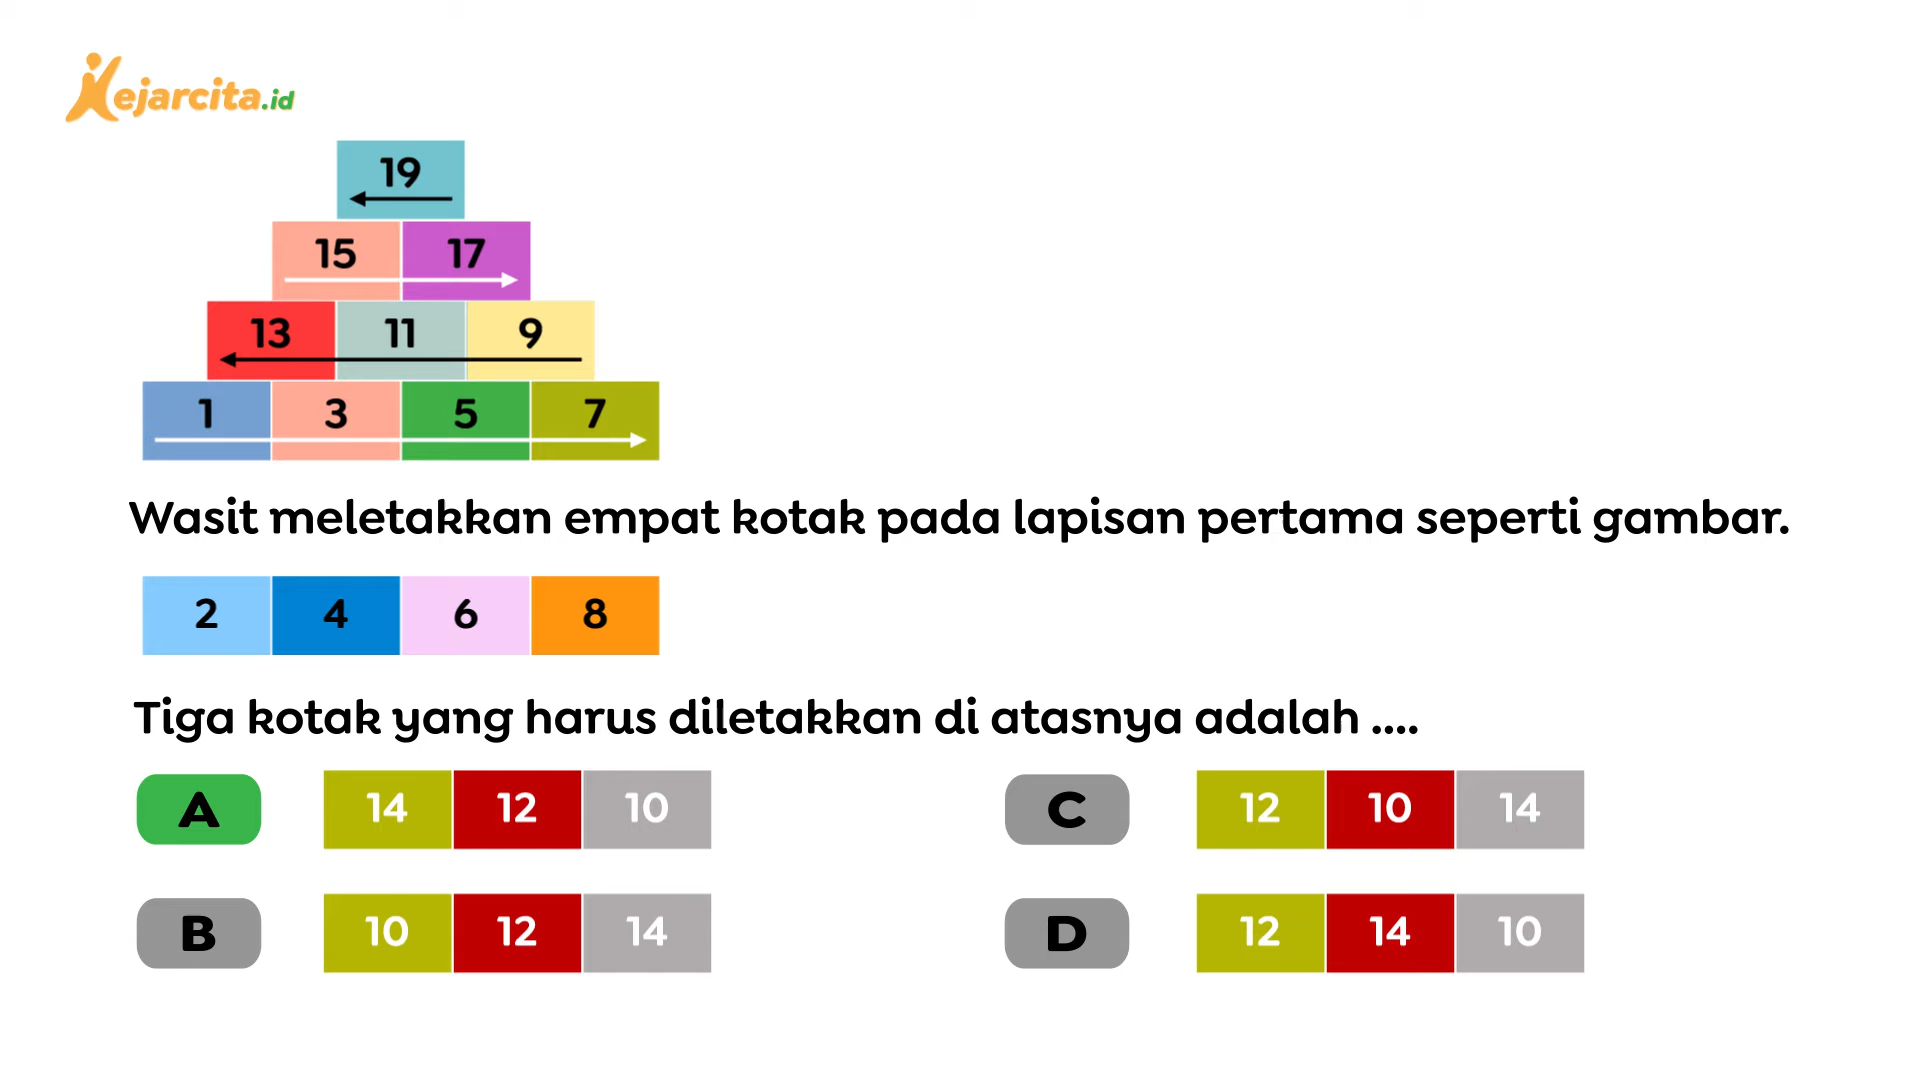 Kejarcita.id
19
15 17
13 11 9
1 3 5 7
Wasit meletakkan empat kotak pada lapisan pertama seperti gambar.
2 4 6 8
Tiga kotak yang harus diletakkan di atasnya adalah ....
A 14 12 10
C 12 10 14
B 10 12 14
D 12 14 10